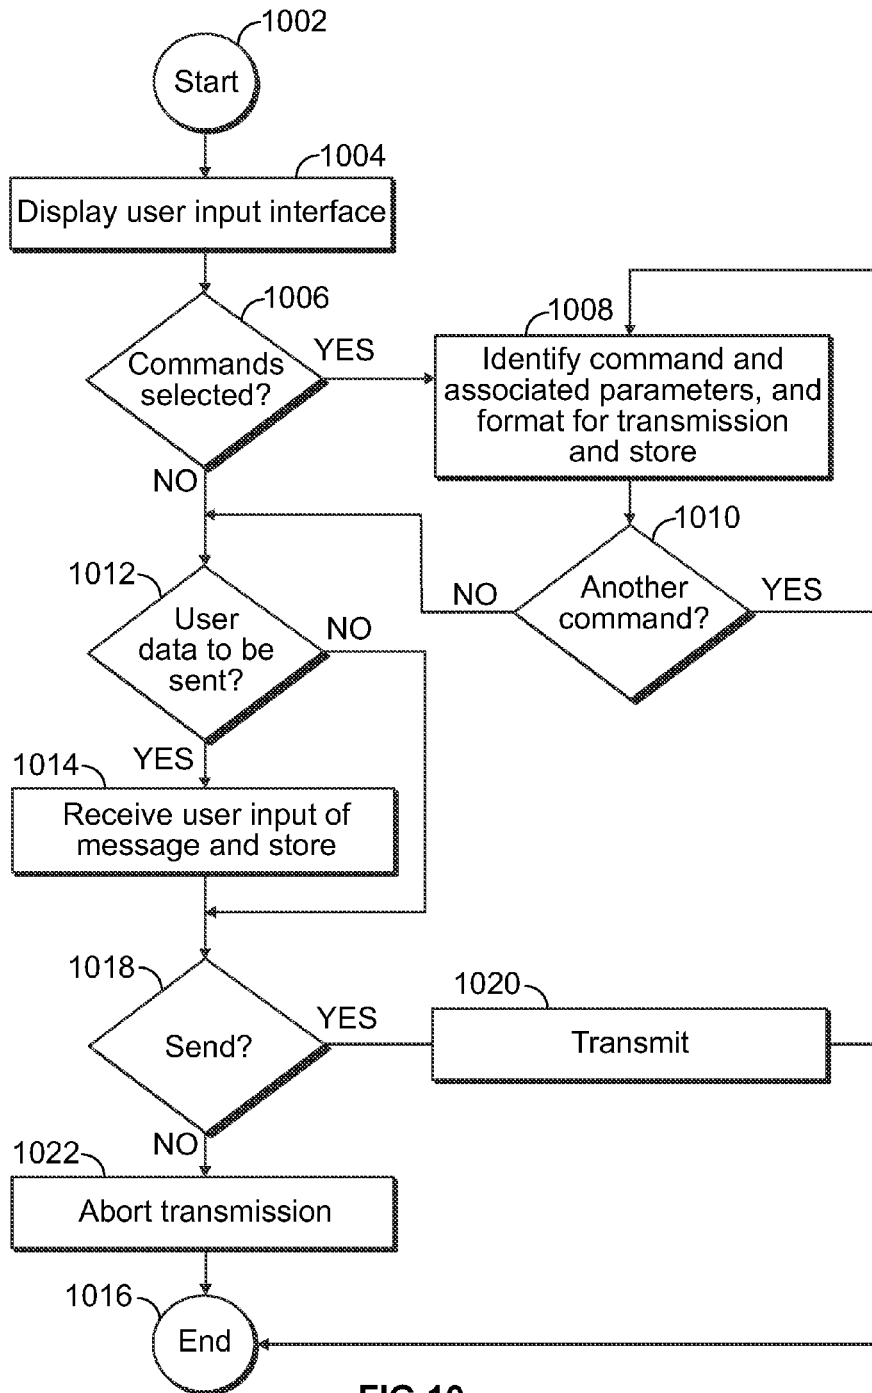 1002
Start
1004
Display user input interface
1006
Commands
selected?
YES
NO
1008
Identify command and
associated parameters, and
format for transmission
and store
1010
Another
command?
NO
YES
1012
User
data to be
sent?
NO
YES
1014
Receive user input of
message and store
1018
Send?
YES
NO
1020
Transmit
1022
Abort transmission
1016
End
FIG.10